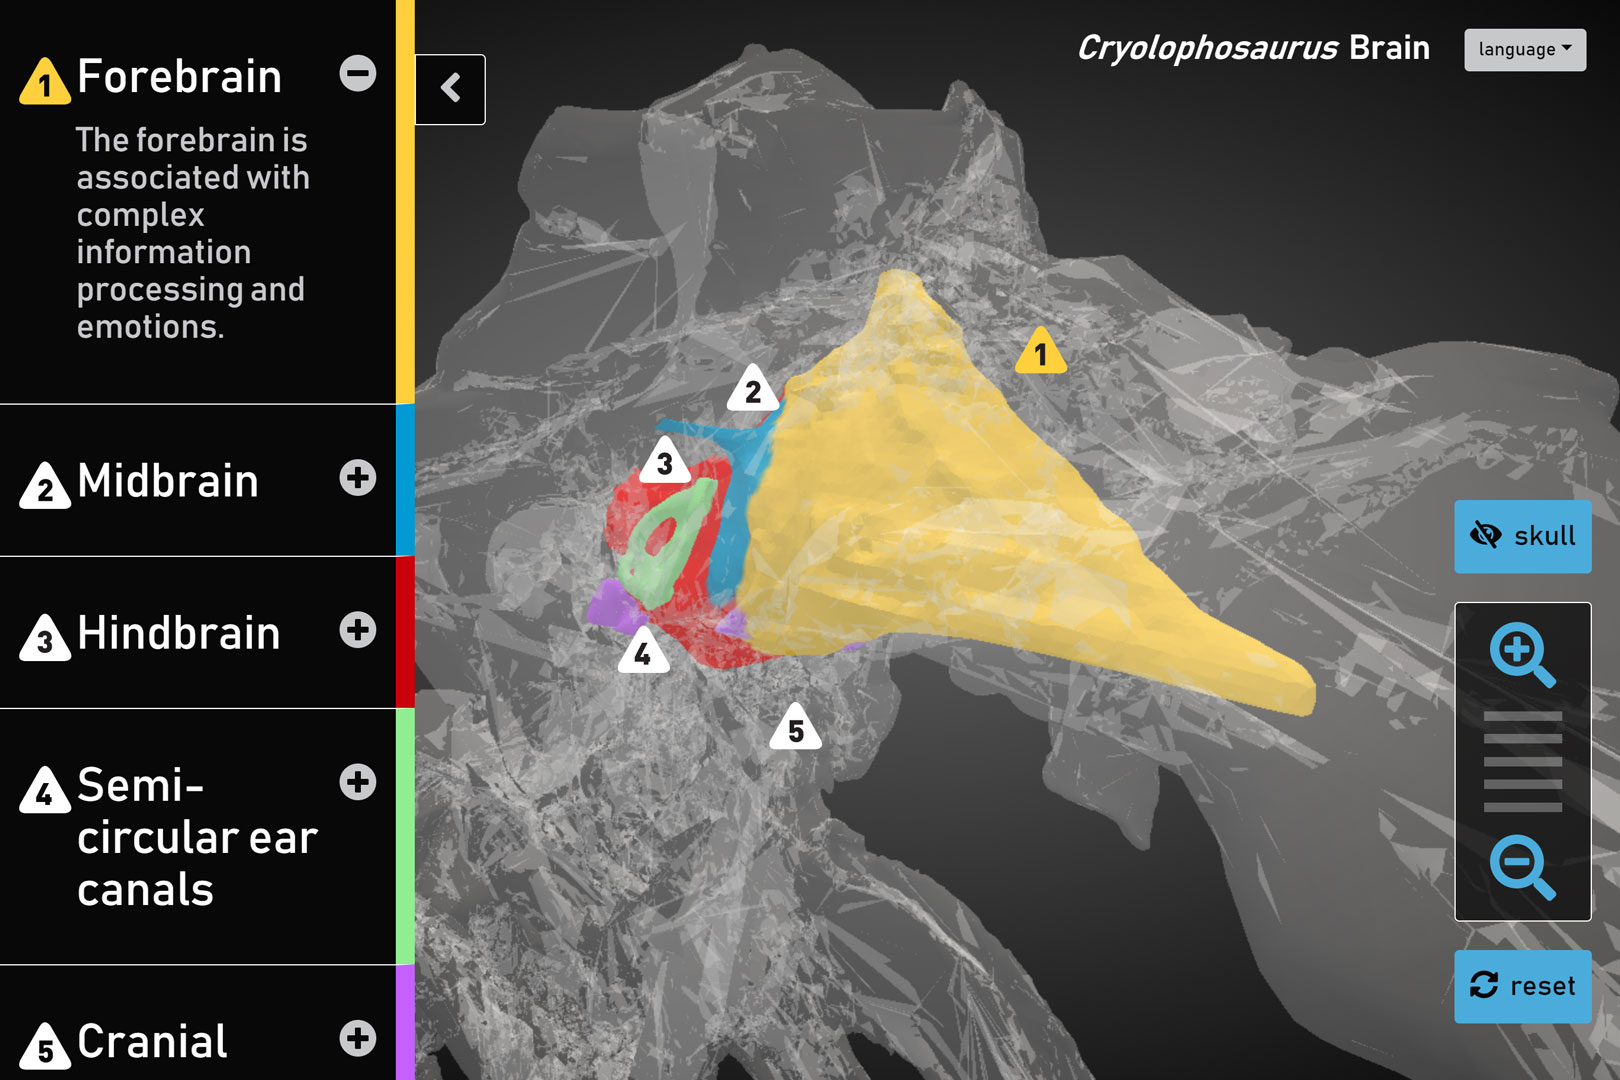 1 Forebrain
The forebrain is
associated with
complex
information
processing and
emotions.
2 Midbrain
3 Hindbrain
4 Semi-
circular ear
canals
5 Cranial
Cryolophosaurus Brain
language
1
2
3
4
5
skull
reset